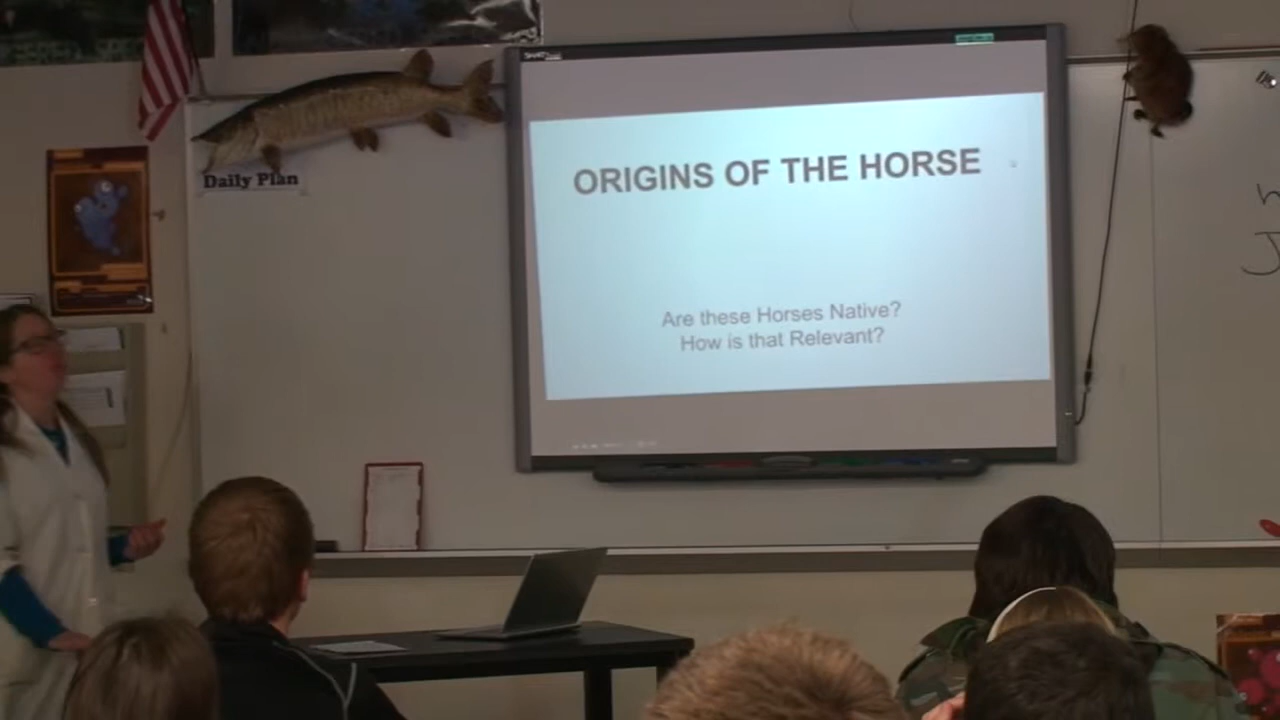 Daily Plan
ORIGINS OF THE HORSE
Are these Horses Native?
How is that Relevant?